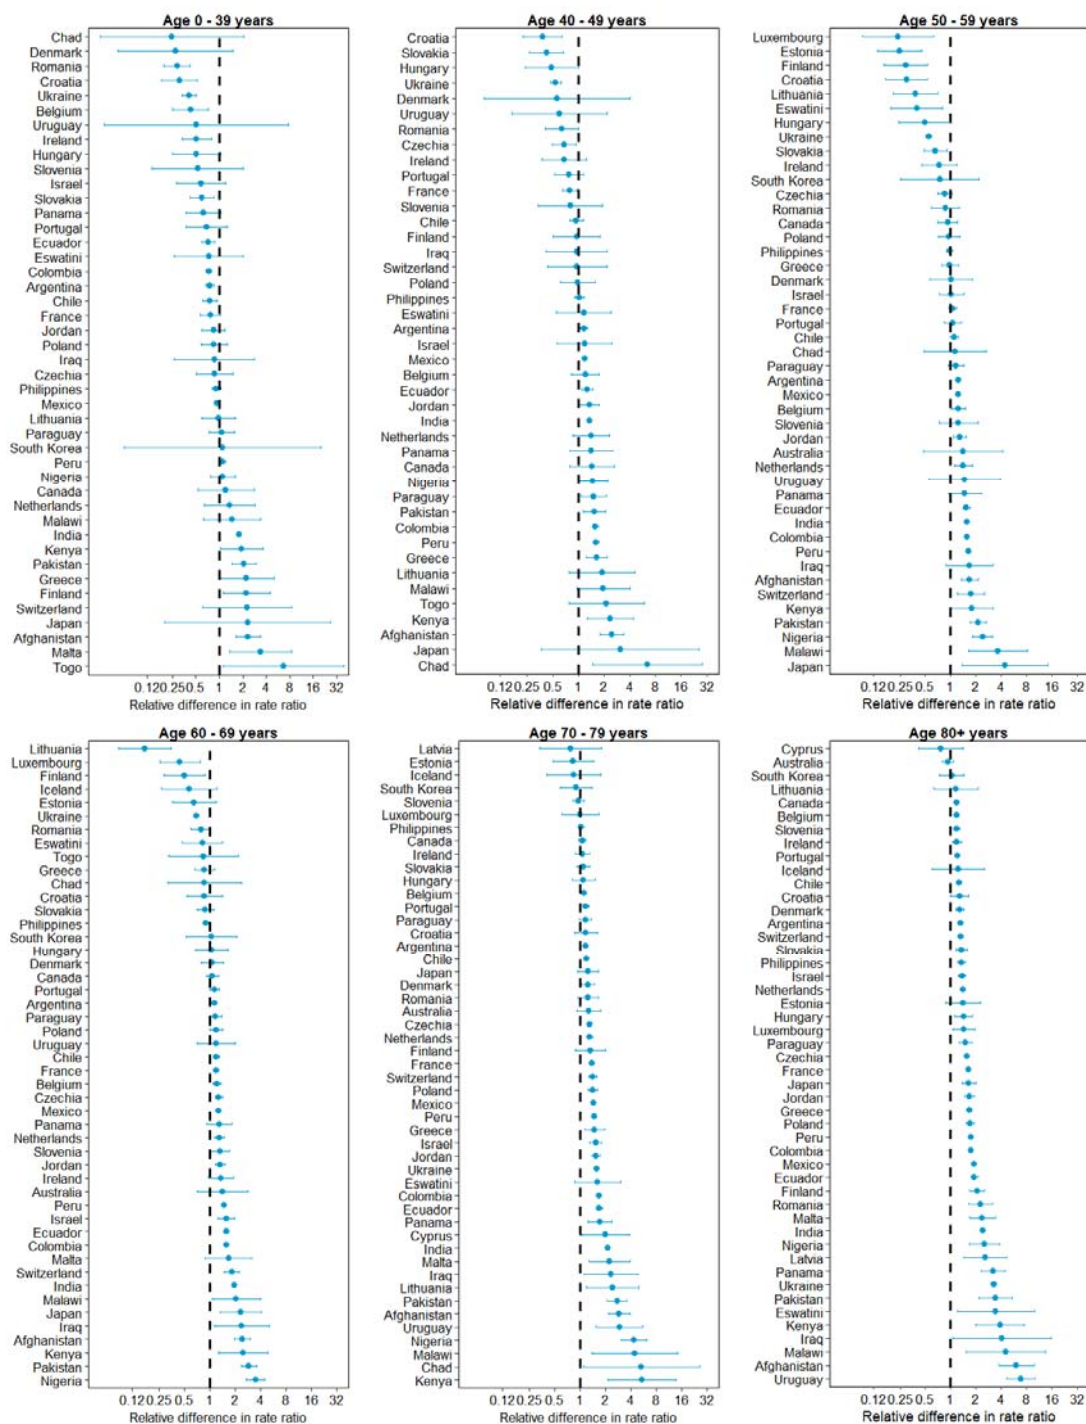 Age 0 - 39 years
Chad
Denmark
Romania
Croatia
Ukraine
Belgium
Uruguay
Ireland
Hungary
Slovenia
Israel
Slovakia
Panama
Portugal
Ecuador
Eswatini
Colombia
Argentina
Chile
France
Jordan
Poland
Iraq
Czechia
Philippines
Mexico
Lithuania
Paraguay
South Korea
Peru
Nigeria
Canada
Netherlands
Malawi
India
Kenya
Pakistan
Greece
Finland
Switzerland
Japan
Afghanistan
Malta
Togo
0.12 0.25 0.5 1 2 4 8 16 32
Relative difference in rate ratio
Age 40 - 49 years
Croatia
Slovakia
Hungary
Ukraine
Denmark
Uruguay
Romania
Czechia
Ireland
Portugal
France
Slovenia
Chile
Finland
Iraq
Switzerland
Poland
Philippines
Eswatini
Argentina
Israel
Mexico
Belgium
Ecuador
Jordan
India
Netherlands
Panama
Canada
Nigeria
Paraguay
Pakistan
Colombia
Peru
Greece
Lithuania
Malawi
Togo
Kenya
Afghanistan
Japan
Chad
0.12 0.25 0.5 1 2 4 8 16 32
Relative difference in rate ratio
Age 50 - 59 years
Luxembourg
Estonia
Finland
Croatia
Lithuania
Eswatini
Hungary
Ukraine
Slovakia
Ireland
South Korea
Czechia
Romania
Canada
Poland
Philippines
Greece
Denmark
Israel
France
Portugal
Chile
Chad
Paraguay
Argentina
Mexico
Belgium
Slovenia
Jordan
Australia
Netherlands
Uruguay
Panama
Ecuador
India
Colombia
Peru
Iraq
Afghanistan
Switzerland
Kenya
Pakistan
Nigeria
Malawi
Japan
0.12 0.25 0.5 1 2 4 8 16 32
Relative difference in rate ratio
Age 60 - 69 years
Lithuania
Luxembourg
Finland
Iceland
Estonia
Ukraine
Romania
Eswatini
Togo
Greece
Chad
Croatia
Slovakia
Philippines
South Korea
Hungary
Denmark
Canada
Portugal
Argentina
Paraguay
Poland
Uruguay
Chile
France
Belgium
Czechia
Mexico
Panama
Netherlands
Slovenia
Jordan
Ireland
Australia
Peru
Israel
Ecuador
Colombia
Malta
Switzerland
India
Malawi
Japan
Iraq
Afghanistan
Kenya
Pakistan
Nigeria
0.12 0.25 0.5 1 2 4 8 16 32
Relative difference in rate ratio
Age 70 - 79 years
Latvia
Estonia
Iceland
South Korea
Slovenia
Luxembourg
Philippines
Canada
Ireland
Slovakia
Hungary
Belgium
Portugal
Paraguay
Croatia
Argentina
Chile
Japan
Denmark
Romania
Australia
Czechia
Netherlands
Finland
France
Switzerland
Poland
Mexico
Peru
Greece
Israel
Jordan
Ukraine
Eswatini
Colombia
Ecuador
Panama
Cyprus
India
Malta
Iraq
Lithuania
Pakistan
Afghanistan
Uruguay
Nigeria
Malawi
Chad
Kenya
0.12 0.25 0.5 1 2 4 8 16 32
Relative difference in rate ratio
Age 80+ years
Cyprus
Australia
South Korea
Lithuania
Canada
Belgium
Slovenia
Ireland
Portugal
Iceland
Chile
Croatia
Denmark
Argentina
Switzerland
Slovakia
Philippines
Israel
Netherlands
Estonia
Hungary
Luxembourg
Paraguay
Czechia
France
Japan
Jordan
Greece
Poland
Peru
Colombia
Mexico
Ecuador
Finland
Romania
Malta
India
Nigeria
Latvia
Panama
Ukraine
Pakistan
Eswatini
Kenya
Iraq
Malawi
Afghanistan
Uruguay
0.12 0.25 0.5 1 2 4 8 16 32
Relative difference in rate ratio